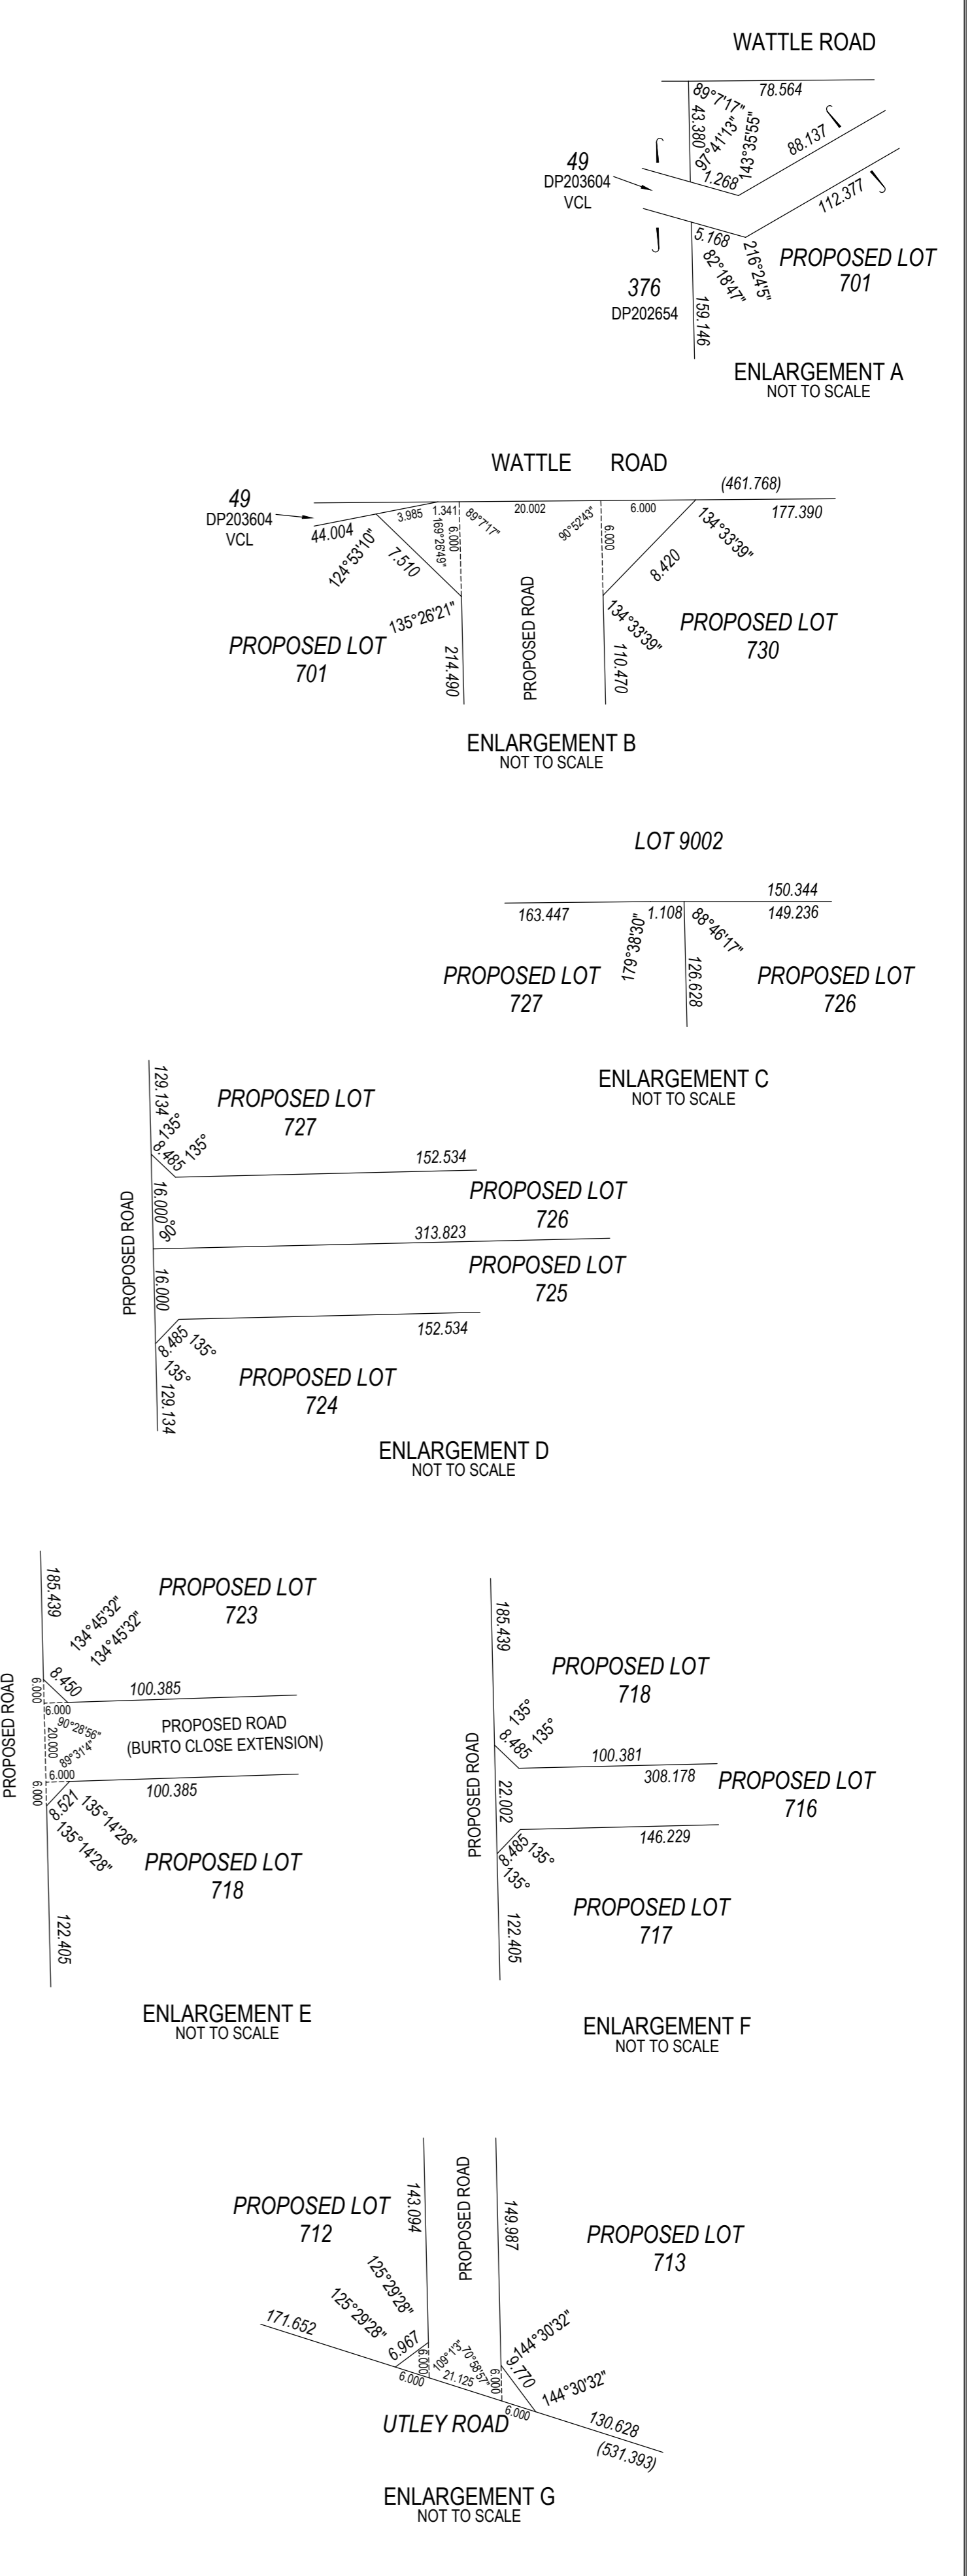 WATTLE ROAD
78.564
89°7'17"
43.380
97°41'13"
143°35'55"
88.137
1.268
49
DP203604
VCL
112.377
5.168
82°18'47"
216°24'5"
PROPOSED LOT
701
376
DP202654
159.146
ENLARGEMENT A
NOT TO SCALE
WATTLE ROAD
(461.768)
177.390
49
DP203604
VCL
44.004
3.985
1.341
20.002
6.000
169°26'49"
6.000
89°7'17"
90°52'43"
6.000
134°33'39"
124°53'10"
7.510
8.420
135°26'21"
134°33'39"
PROPOSED LOT
701
214.490
PROPOSED ROAD
110.470
PROPOSED LOT
730
ENLARGEMENT B
NOT TO SCALE
LOT 9002
150.344
163.447
1.108
149.236
179°38'30"
88°46'17"
126.628
PROPOSED LOT
727
PROPOSED LOT
726
ENLARGEMENT C
NOT TO SCALE
129.134
135°
8.485
135°
PROPOSED LOT
727
152.534
16.000
90°
PROPOSED LOT
726
PROPOSED ROAD
313.823
16.000
PROPOSED LOT
725
8.485
135°
135°
152.534
PROPOSED LOT
724
129.134
ENLARGEMENT D
NOT TO SCALE
185.439
134°45'32"
134°45'32"
PROPOSED LOT
723
8.450
6.000
6.000
100.385
PROPOSED ROAD
90°28'56"
20.000
89°31'4"
PROPOSED ROAD
(BURTO CLOSE EXTENSION)
6.000
6.000
100.385
8.521
135°14'28"
135°14'28"
PROPOSED LOT
718
122.405
ENLARGEMENT E
NOT TO SCALE
185.439
PROPOSED LOT
718
135°
135°
8.485
100.381
308.178
PROPOSED ROAD
22.002
PROPOSED LOT
716
146.229
8.485
135°
135°
PROPOSED LOT
717
122.405
ENLARGEMENT F
NOT TO SCALE
PROPOSED LOT
712
143.094
PROPOSED ROAD
149.987
PROPOSED LOT
713
125°29'28"
125°29'28"
171.652
6.967
6.000
6.000
109°1'3"
70°58'57"
21.125
6.000
6.000
144°30'32"
9.770
144°30'32"
UTLEY ROAD
130.628
(531.393)
ENLARGEMENT G
NOT TO SCALE